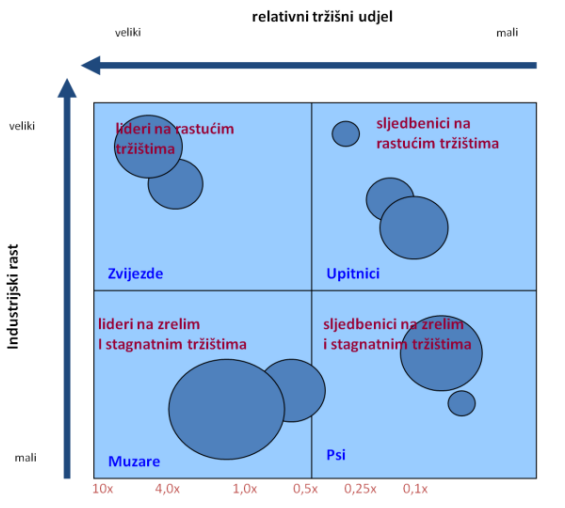 relativni tržišni udjel
veliki
mali
veliki
lideri na rastućim
tržištima
sljedbenici na
rastućim tržištima
Zvijezde
Upitnici
Industrijski rast
lideri na zrelim
I stagnatnim tržištima
sljedbenici na zrelim
i stagnatnim tržištima
mali
Muzare
Psi
10x 4,0x 1,0x 0,5x 0,25x 0,1x